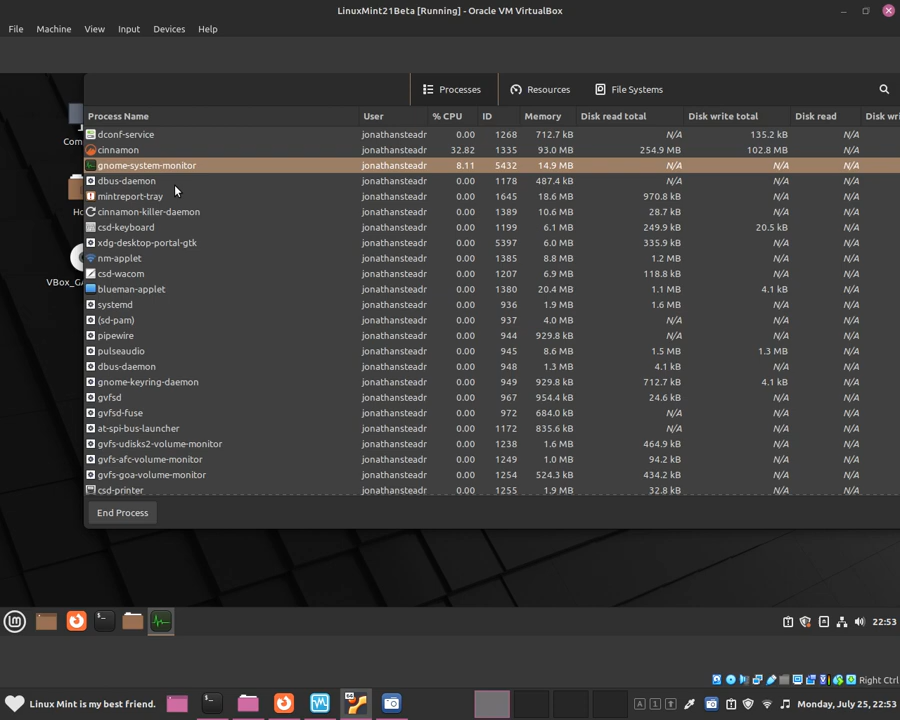 LinuxMint21Beta [Running] - Oracle VM VirtualBox
File Machine View Input Devices Help
Processes Resources File Systems
Process Name User % CPU ID Memory Disk read total Disk write total Disk read Disk wri
dconf-service jonathansteadr 0.00 1268 712.7 kB N/A 135.2 kB N/A N/A
cinnamon jonathansteadr 32.82 1335 93.0 MB 254.9 MB 102.8 MB N/A N/A
gnome-system-monitor jonathansteadr 8.11 5432 14.9 MB N/A N/A N/A N/A
dbus-daemon jonathansteadr 0.00 1178 487.4 kB N/A N/A N/A N/A
mintreport-tray jonathansteadr 0.00 1645 18.6 MB 970.8 kB N/A N/A N/A
cinnamon-killer-daemon jonathansteadr 0.00 1389 10.6 MB 28.7 kB N/A N/A N/A
csd-keyboard jonathansteadr 0.00 1199 6.1 MB 249.9 kB 20.5 kB N/A N/A
xdg-desktop-portal-gtk jonathansteadr 0.00 5397 6.0 MB 335.9 kB N/A N/A N/A
nm-applet jonathansteadr 0.00 1385 8.8 MB 1.2 MB N/A N/A N/A
csd-wacom jonathansteadr 0.00 1207 6.9 MB 118.8 kB N/A N/A N/A
blueman-applet jonathansteadr 0.00 1380 20.4 MB 1.1 MB 4.1 kB N/A N/A
systemd jonathansteadr 0.00 936 1.9 MB 1.6 MB N/A N/A N/A
(sd-pam) jonathansteadr 0.00 937 4.0 MB N/A N/A N/A N/A
pipewire jonathansteadr 0.00 944 929.8 kB N/A N/A N/A N/A
pulseaudio jonathansteadr 0.00 945 8.6 MB 1.5 MB 1.3 MB N/A N/A
dbus-daemon jonathansteadr 0.00 948 1.3 MB 4.1 kB N/A N/A N/A
gnome-keyring-daemon jonathansteadr 0.00 949 929.8 kB 712.7 kB 4.1 kB N/A N/A
gvfsd jonathansteadr 0.00 967 954.4 kB 24.6 kB N/A N/A N/A
gvfsd-fuse jonathansteadr 0.00 972 684.0 kB N/A N/A N/A N/A
at-spi-bus-launcher jonathansteadr 0.00 1172 835.6 kB N/A N/A N/A N/A
gvfs-udisks2-volume-monitor jonathansteadr 0.00 1238 1.6 MB 464.9 kB N/A N/A N/A
gvfs-afc-volume-monitor jonathansteadr 0.00 1249 1.0 MB 94.2 kB N/A N/A N/A
gvfs-goa-volume-monitor jonathansteadr 0.00 1254 524.3 kB 434.2 kB N/A N/A N/A
csd-printer jonathansteadr 0.00 1255 1.9 MB 32.8 kB N/A N/A N/A
Com
Ho
VBox_GA
End Process
22:53
Right Ctrl
Linux Mint is my best friend. A 1 Monday, July 25, 22:53